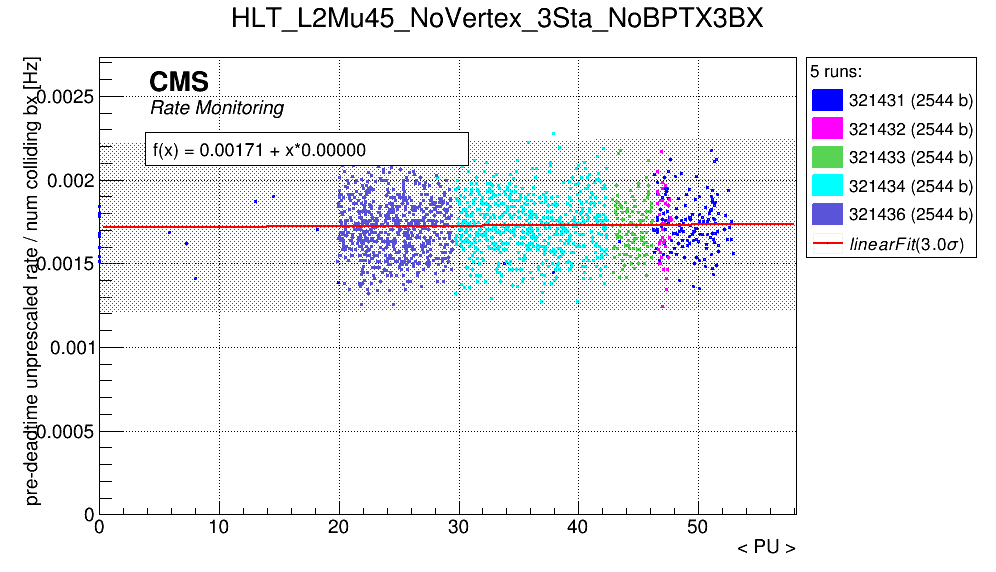 HLT_L2Mu45_NoVertex_3Sta_NoBPTX3BX
pre-deadtime unprescaled rate / num colliding bx [Hz]
CMS
Rate Monitoring
f(x) = 0.00171 + x*0.00000
0.0025
0.002
0.0015
0.001
0.0005
0
0 10 20 30 40 50
< PU >
5 runs:
321431 (2544 b)
321432 (2544 b)
321433 (2544 b)
321434 (2544 b)
321436 (2544 b)
linearFit(3.0σ)